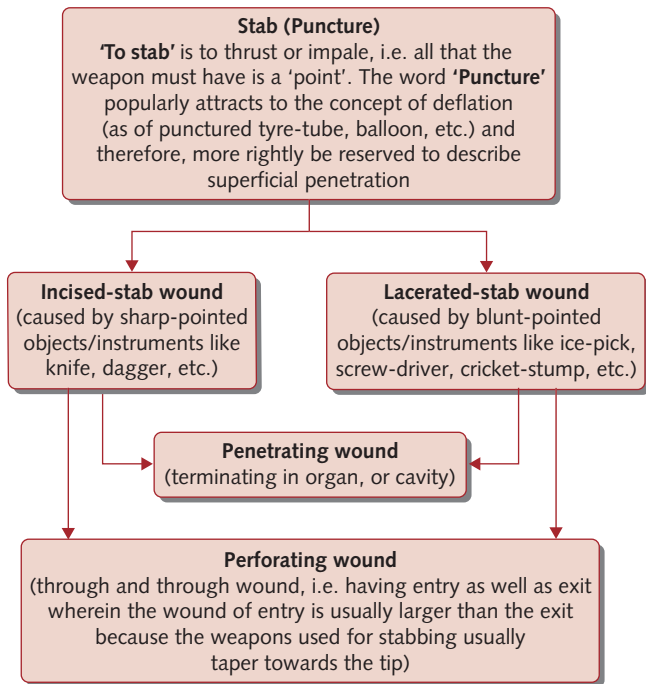 Stab (Puncture)
‘To stab’ is to thrust or impale, i.e. all that the
weapon must have is a ‘point’. The word ‘Puncture’
popularly attracts to the concept of deflation
(as of punctured tyre-tube, balloon, etc.) and
therefore, more rightly be reserved to describe
superficial penetration
Incised-stab wound
(caused by sharp-pointed
objects/instruments like
knife, dagger, etc.)
Lacerated-stab wound
(caused by blunt-pointed
objects/instruments like ice-pick,
screw-driver, cricket-stump, etc.)
Penetrating wound
(terminating in organ, or cavity)
Perforating wound
(through and through wound, i.e. having entry as well as exit
wherein the wound of entry is usually larger than the exit
because the weapons used for stabbing usually
taper towards the tip)